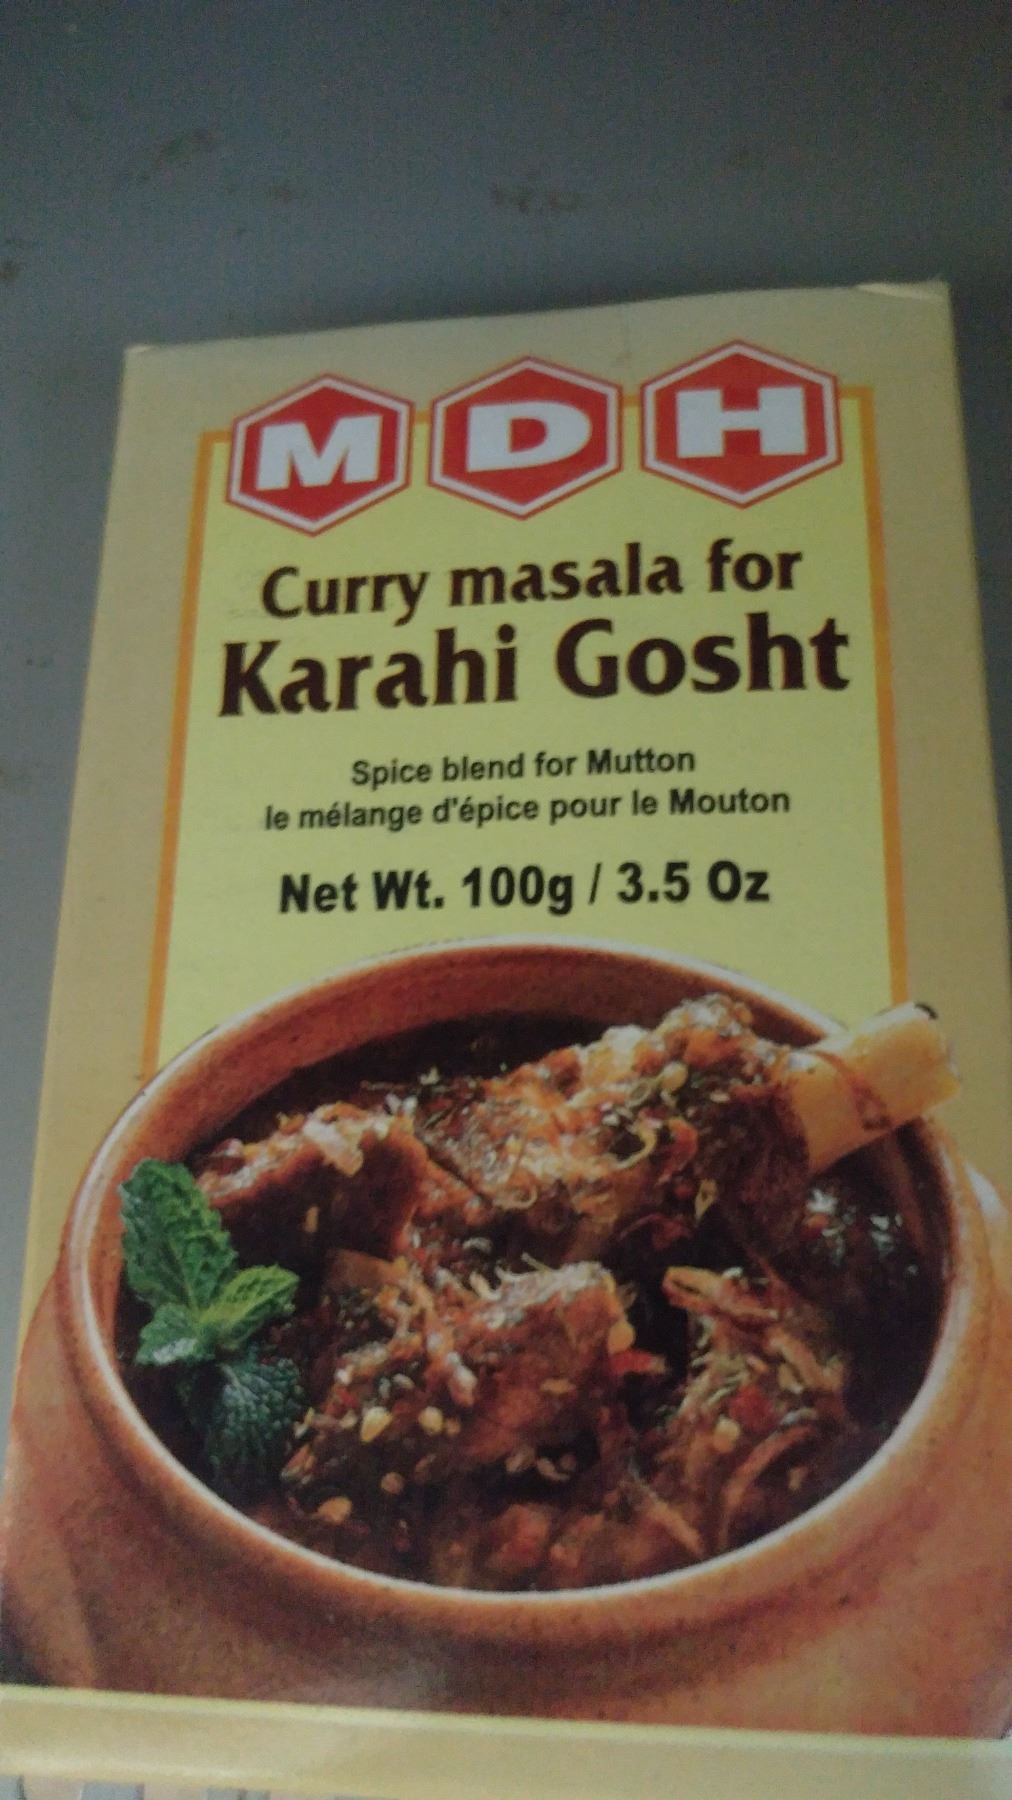 MDH
Curry masala for
Karahi Gosht
Spice blend for Mutton
le mélange d'épice pour le Mouton
Net Wt. 100g / 3.5 Oz